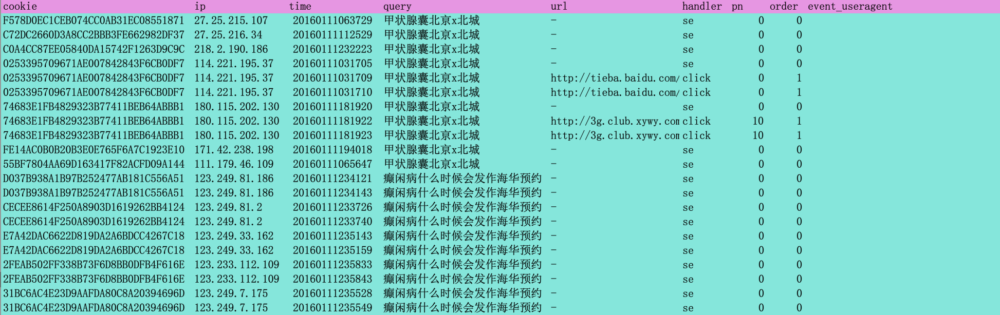 cookie ip time query url handler pn order event_useragent
F578D0EC1CEB074CC0AB31EC08551871 27.25.215.107 20160111063729 甲状腺囊北京x北城 - se 0 0
C72DC2660D3A8CC2BBB3FE662982DF37 27.25.216.34 20160111112529 甲状腺囊北京x北城 - se 0 0
C0A4CC87EE05840DA15742F1263D9C9C 218.2.190.186 20160111232223 甲状腺囊北京x北城 - se 0 0
0253395709671AE007842843F6CB0DF7 114.221.195.37 20160111031705 甲状腺囊北京x北城 - se 0 0
0253395709671AE007842843F6CB0DF7 114.221.195.37 20160111031709 甲状腺囊北京x北城 http://tieba.baidu.com/ click 0 1
0253395709671AE007842843F6CB0DF7 114.221.195.37 20160111031710 甲状腺囊北京x北城 http://tieba.baidu.com/ click 0 1
74683E1FB4829323B77411BEB64ABBB1 180.115.202.130 20160111181920 甲状腺囊北京x北城 - se 0 0
74683E1FB4829323B77411BEB64ABBB1 180.115.202.130 20160111181922 甲状腺囊北京x北城 http://3g.club.xywy.com click 10 1
74683E1FB4829323B77411BEB64ABBB1 180.115.202.130 20160111181923 甲状腺囊北京x北城 http://3g.club.xywy.com click 10 1
FE14AC0B0B20B3E0E765F6A7C1923E10 171.42.238.198 20160111194018 甲状腺囊北京x北城 - se 0 0
55BF7804AA69D163417F82ACFD09A144 111.179.46.109 20160111065647 甲状腺囊北京x北城 - se 0 0
D037B938A1B97B252477AB181C556A51 123.249.81.186 20160111234121 癫闲病什么时候会发作海华预约 - se 0 0
D037B938A1B97B252477AB181C556A51 123.249.81.186 20160111234143 癫闲病什么时候会发作海华预约 - se 0 0
CECEE8614F250A8903D1619262BB4124 123.249.81.2 20160111233726 癫闲病什么时候会发作海华预约 - se 0 0
CECEE8614F250A8903D1619262BB4124 123.249.81.2 20160111233740 癫闲病什么时候会发作海华预约 - se 0 0
E7A42DAC6622D819DA2A6BDCC4267C18 123.249.33.162 20160111235143 癫闲病什么时候会发作海华预约 - se 0 0
E7A42DAC6622D819DA2A6BDCC4267C18 123.249.33.162 20160111235159 癫闲病什么时候会发作海华预约 - se 0 0
2FEAB502FF338B73F6D8BB0DFB4F616E 123.233.112.109 20160111235833 癫闲病什么时候会发作海华预约 - se 0 0
2FEAB502FF338B73F6D8BB0DFB4F616E 123.233.112.109 20160111235843 癫闲病什么时候会发作海华预约 - se 0 0
31BC6AC4E23D9AAFDA80C8A20394696D 123.249.7.175 20160111235528 癫闲病什么时候会发作海华预约 - se 0 0
31BC6AC4E23D9AAFDA80C8A20394696D 123.249.7.175 20160111235549 癫闲病什么时候会发作海华预约 - se 0 0